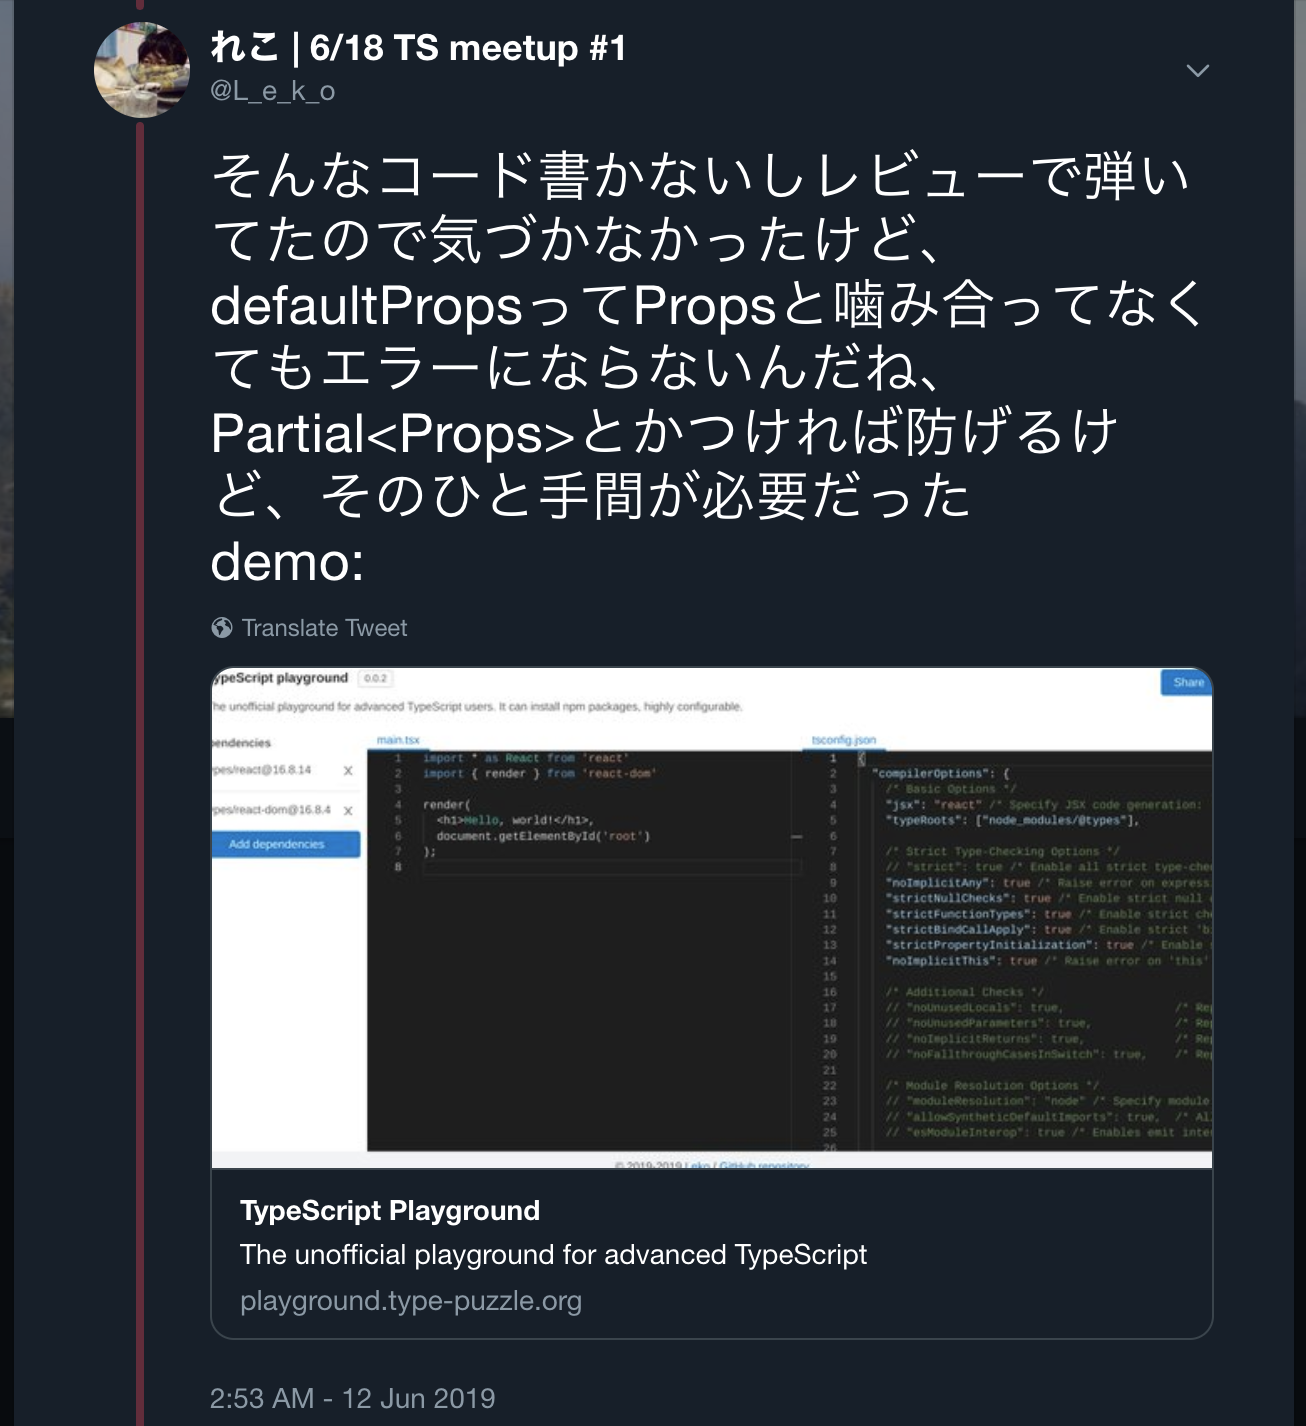 れこ | 6/18 TS meetup #1
@L_e_k_o
そんなコード書かないしレビューで弾い
てたので気づかなかったけど、
defaultPropsってPropsと噛み合ってなく
てもエラーにならないんだね、
Partial<Props>とかつければ防げるけ
ど、そのひと手間が必要だった
demo:
Translate Tweet
ypeScript playground 0.0.2
Share
he unofficial playground for advanced TypeScript users. It can install npm packages, highly configurable.
endencies
pes/react@16.8.14 X
pes/react-dom@16.8.4 X
Add dependencies
main.tsx
1 import * as React from 'react'
2 import { render } from 'react-dom'
3
4 render(
5 <h1>Hello, world!</h1>,
6 document.getElementById('root')
7 );
8
tsconfig.json
1 {
2 "compilerOptions": {
3 /* Basic Options */
4 "jsx": "react" /* Specify JSX code generation:
5 "typeRoots": ["node_modules/@types"],
6
7 /* Strict Type-Checking Options */
8 // "strict": true /* Enable all strict type-che
9 "noImplicitAny": true /* Raise error on express
10 "strictNullChecks": true /* Enable strict null
11 "strictFunctionTypes": true /* Enable strict ch
12 "strictBindCallApply": true /* Enable strict 'b
13 "strictPropertyInitialization": true /* Enable
14 "noImplicitThis": true /* Raise error on 'this'
15
16 /* Additional Checks */
17 // "noUnusedLocals": true, /* Re
18 // "noUnusedParameters": true, /* Re
19 // "noImplicitReturns": true, /* Re
20 // "noFallthroughCasesInSwitch": true, /* Re
21
22 /* Module Resolution Options */
23 // "moduleResolution": "node" /* Specify module
24 // "allowSyntheticDefaultImports": true, /* Al
25 // "esModuleInterop": true /* Enables emit inte
26
© 2019-2019 Leko / GitHub repository
TypeScript Playground
The unofficial playground for advanced TypeScript
playground.type-puzzle.org
2:53 AM - 12 Jun 2019